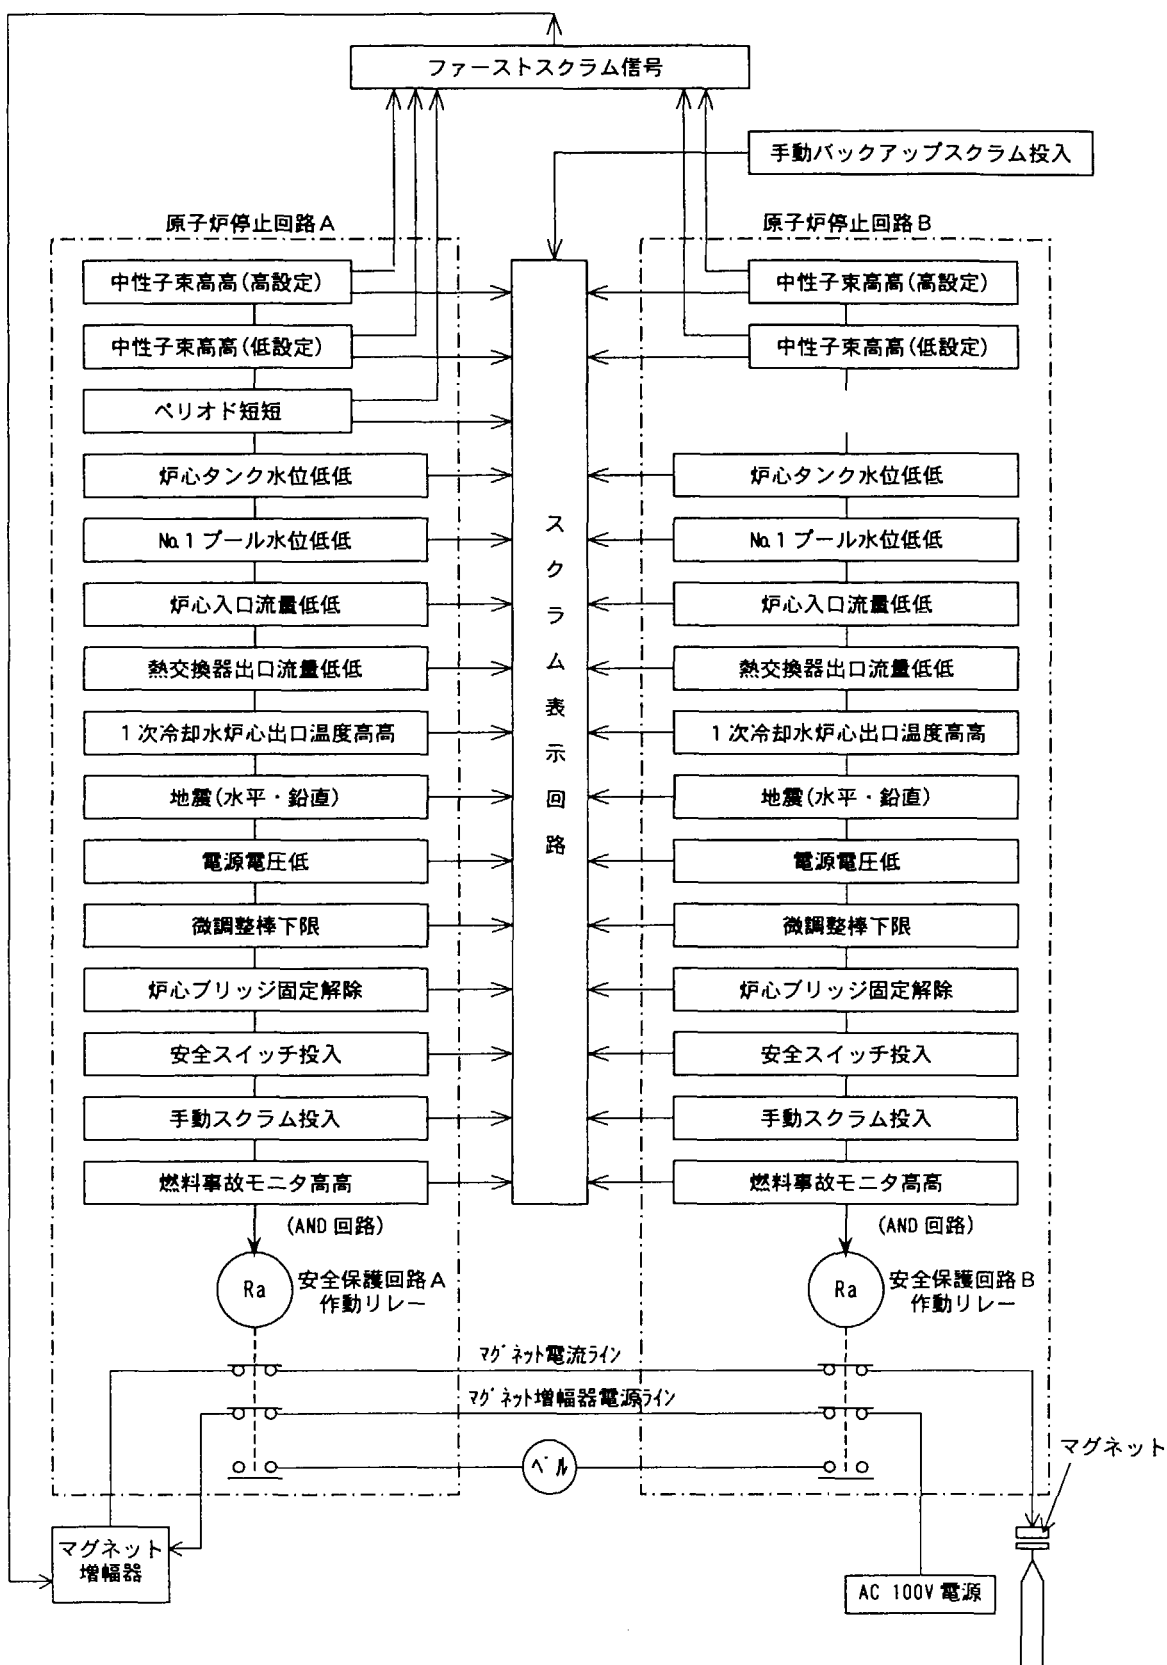 ファーストスクラム信号
手動バックアップスクラム投入
原子炉停止回路A
中性子束高高(高設定)
中性子束高高(低設定)
ペリオド短短
炉心タンク水位低低
No.1 プール水位低低
炉心入口流量低低
熱交換器出口流量低低
1次冷却水炉心出口温度高高
地震(水平・鉛直)
電源電圧低
微調整棒下限
炉心ブリッジ固定解除
安全スイッチ投入
手動スクラム投入
燃料事故モニタ高高
(AND 回路)
Ra
安全保護回路A
作動リレー
スクラム表示回路
原子炉停止回路B
中性子束高高(高設定)
中性子束高高(低設定)
炉心タンク水位低低
No.1 プール水位低低
炉心入口流量低低
熱交換器出口流量低低
1次冷却水炉心出口温度高高
地震(水平・鉛直)
電源電圧低
微調整棒下限
炉心ブリッジ固定解除
安全スイッチ投入
手動スクラム投入
燃料事故モニタ高高
(AND 回路)
Ra
安全保護回路B
作動リレー
マグネット電流ライン
マグネット増幅器電源ライン
ベル
マグネット
マグネット
増幅器
AC 100V 電源